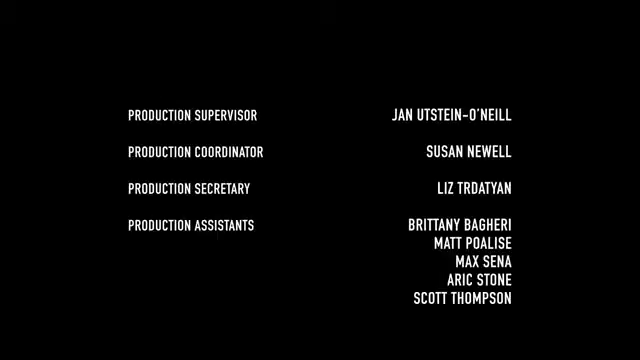 PRODUCTION SUPERVISOR JAN UTSTEIN-O'NEILL
PRODUCTION COORDINATOR SUSAN NEWELL
PRODUCTION SECRETARY LIZ TRDATYAN
PRODUCTION ASSISTANTS BRITTANY BAGHERI
MATT POALISE
MAX SENA
ARIC STONE
SCOTT THOMPSON